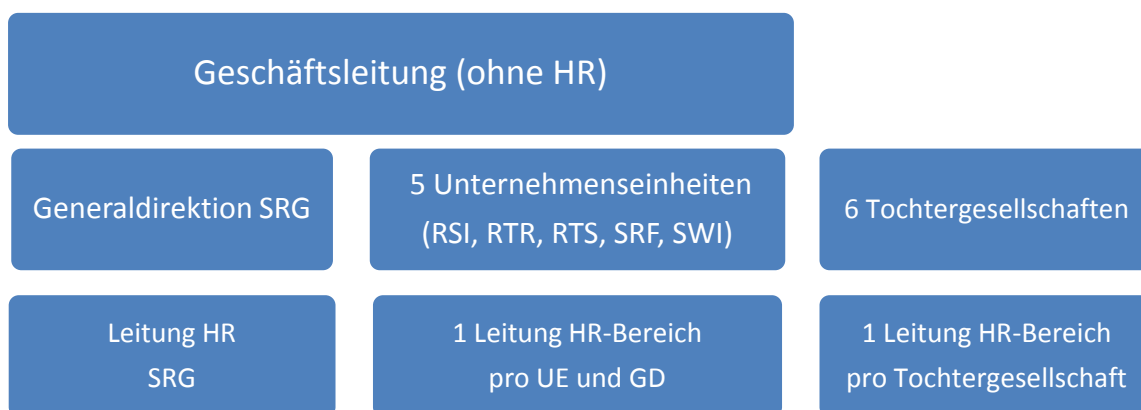 Geschäftsleitung (ohne HR)
Generaldirektion SRG
5 Unternehmenseinheiten
(RSI, RTR, RTS, SRF, SWI)
6 Tochtergesellschaften
Leitung HR
SRG
1 Leitung HR-Bereich
pro UE und GD
1 Leitung HR-Bereich
pro Tochtergesellschaft